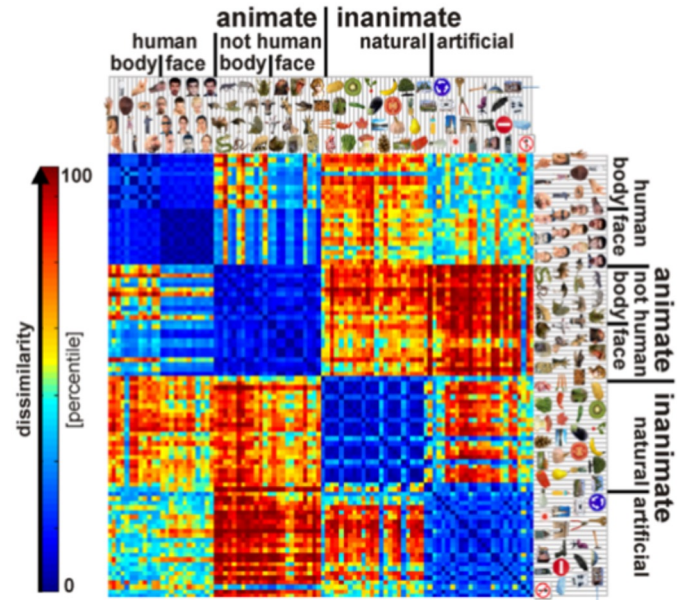 animate inanimate
human not human natural artificial
body face body face
100
dissimilarity
[percentile]
0
human
body face
animate
not human
body face
inanimate
natural artificial